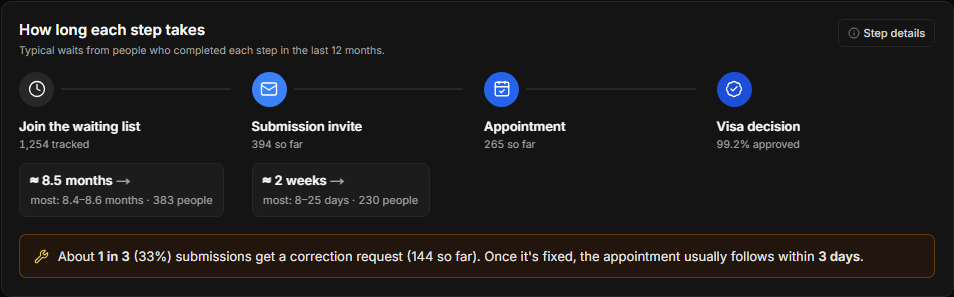 How long each step takes
Step details
Typical waits from people who completed each step in the last 12 months.
Join the waiting list
1,254 tracked
≈ 8.5 months →
most: 8.4–8.6 months · 383 people
Submission invite
394 so far
≈ 2 weeks →
most: 8–25 days · 230 people
Appointment
265 so far
Visa decision
99.2% approved
About 1 in 3 (33%) submissions get a correction request (144 so far). Once it's fixed, the appointment usually follows within 3 days.